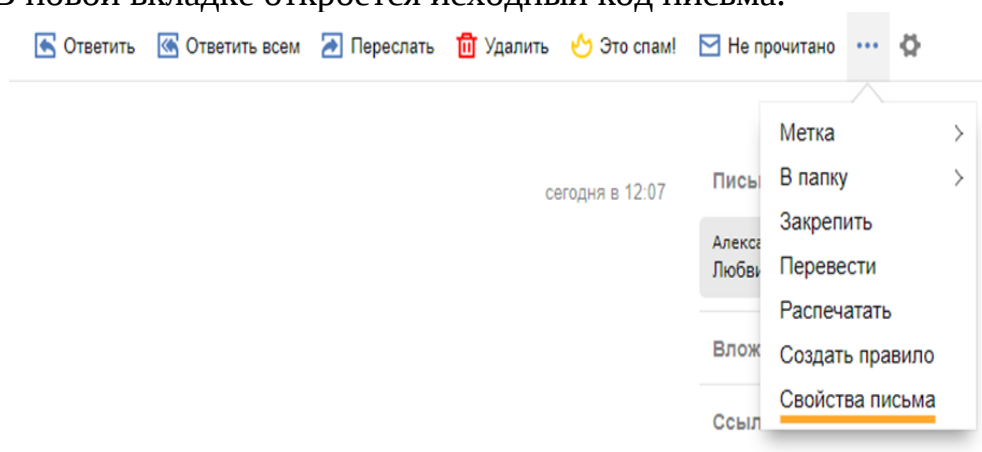 В новой вкладке откроется исходный код письма.
Ответить Ответить всем Переслать Удалить Это спам! Не прочитано
Метка
сегодня в 12:07
В папку
Закрепить
Перевести
Распечатать
Создать правило
Свойства письма